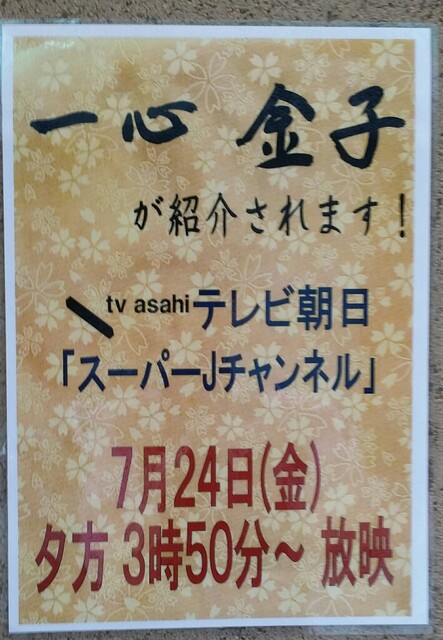 一心 金子
が紹介されます！
tv asahi テレビ朝日
「スーパーJチャンネル」
7月24日(金)
夕方 3時50分～ 放映